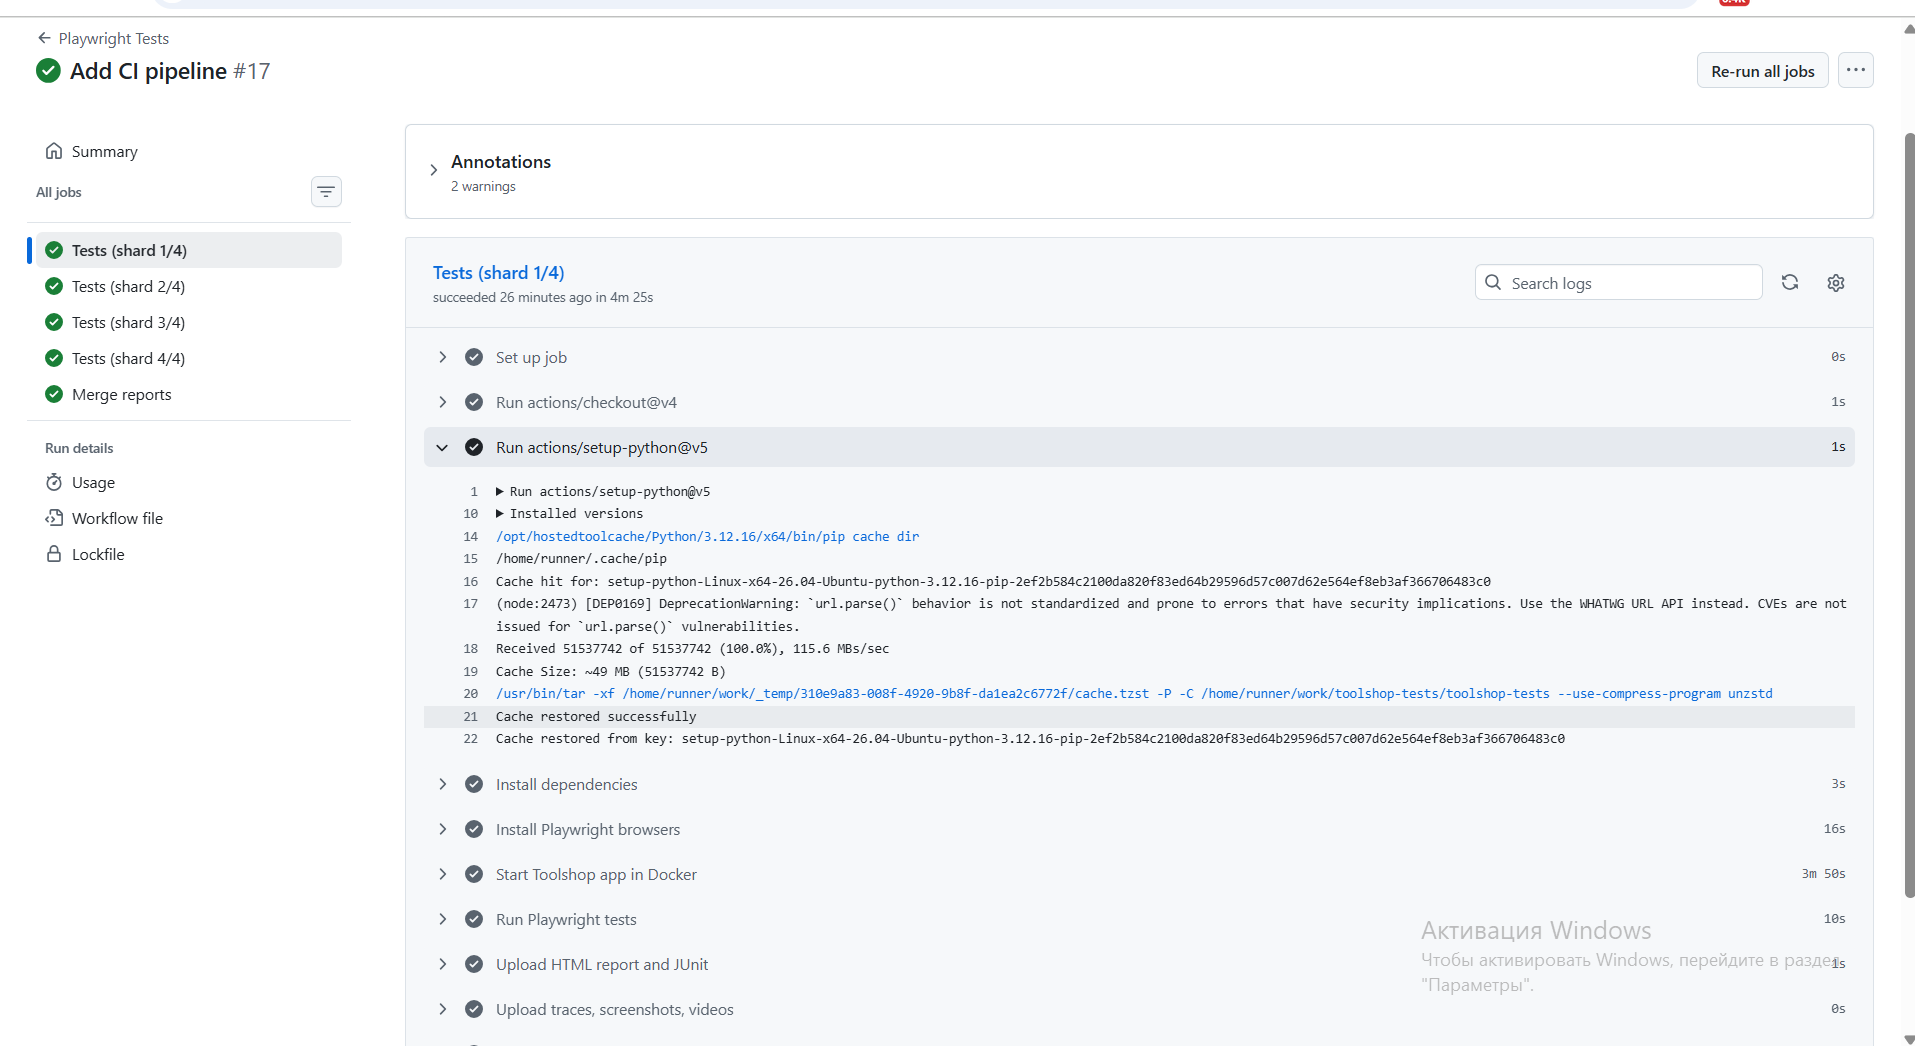 Playwright Tests
Add CI pipeline #17
Re-run all jobs
Summary
All jobs
Tests (shard 1/4)
Tests (shard 2/4)
Tests (shard 3/4)
Tests (shard 4/4)
Merge reports
Run details
Usage
Workflow file
Lockfile
Annotations
2 warnings
Tests (shard 1/4)
succeeded 26 minutes ago in 4m 25s
Search logs
Set up job 0s
Run actions/checkout@v4 1s
Run actions/setup-python@v5 1s
1 ▶ Run actions/setup-python@v5
10 ▶ Installed versions
14 /opt/hostedtoolcache/Python/3.12.16/x64/bin/pip cache dir
15 /home/runner/.cache/pip
16 Cache hit for: setup-python-Linux-x64-26.04-Ubuntu-python-3.12.16-pip-2ef2b584c2100da820f83ed64b29596d57c007d62e564ef8eb3af366706483c0
17 (node:2473) [DEP0169] DeprecationWarning: `url.parse()` behavior is not standardized and prone to errors that have security implications. Use the WHATWG URL API instead. CVEs are not
issued for `url.parse()` vulnerabilities.
18 Received 51537742 of 51537742 (100.0%), 115.6 MBs/sec
19 Cache Size: ~49 MB (51537742 B)
20 /usr/bin/tar -xf /home/runner/work/_temp/310e9a83-008f-4920-9b8f-da1ea2c6772f/cache.tzst -P -C /home/runner/work/toolshop-tests/toolshop-tests --use-compress-program unzstd
21 Cache restored successfully
22 Cache restored from key: setup-python-Linux-x64-26.04-Ubuntu-python-3.12.16-pip-2ef2b584c2100da820f83ed64b29596d57c007d62e564ef8eb3af366706483c0
Install dependencies 3s
Install Playwright browsers 16s
Start Toolshop app in Docker 3m 50s
Run Playwright tests 10s
Upload HTML report and JUnit 1s
Upload traces, screenshots, videos 0s
Активация Windows
Чтобы активировать Windows, перейдите в раздел
"Параметры".